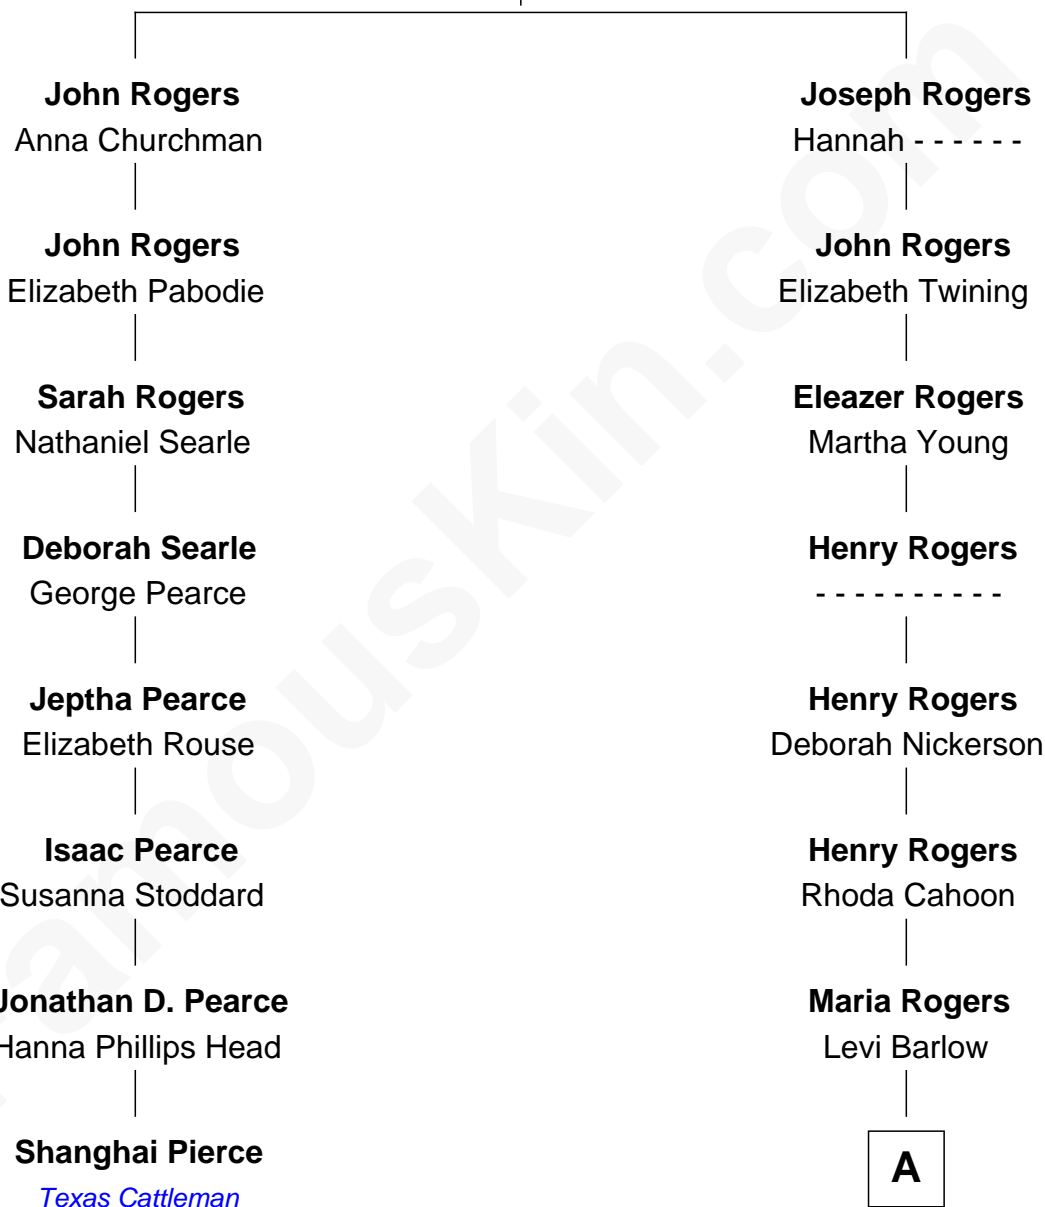 John Rogers
Anna Churchman
John Rogers
Elizabeth Pabodie
Sarah Rogers
Nathaniel Searle
Deborah Searle
George Pearce
Jeptha Pearce
Elizabeth Rouse
Isaac Pearce
Susanna Stoddard
Jonathan D. Pearce
Hanna Phillips Head
Shanghai Pierce
Texas Cattleman
Joseph Rogers
Hannah - - - - - -
John Rogers
Elizabeth Twining
Eleazer Rogers
Martha Young
Henry Rogers
- - - - - - - - - -
Henry Rogers
Deborah Nickerson
Henry Rogers
Rhoda Cahoon
Maria Rogers
Levi Barlow
A
FamousKin.com